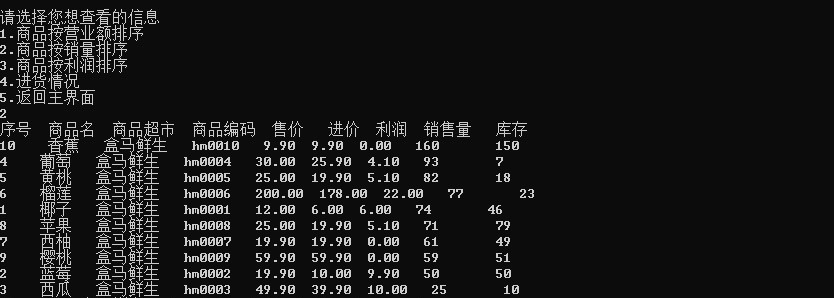 请选择您想查看的信息
1.商品按营业额排序
2.商品按销量排序
3.商品按利润排序
4.进货情况
5.返回主界面
2
序号 商品名 商品超市 商品编码 售价 进价 利润 销售量 库存
10 香蕉 盒马鲜生 hm0010 9.90 9.90 0.00 160 150
4 葡萄 盒马鲜生 hm0004 30.00 25.90 4.10 93 7
5 黄桃 盒马鲜生 hm0005 25.00 19.90 5.10 82 18
6 榴莲 盒马鲜生 hm0006 200.00 178.00 22.00 77 23
1 椰子 盒马鲜生 hm0001 12.00 6.00 6.00 74 46
8 苹果 盒马鲜生 hm0008 25.00 19.90 5.10 71 79
7 西柚 盒马鲜生 hm0007 19.90 19.90 0.00 61 49
9 樱桃 盒马鲜生 hm0009 59.90 59.90 0.00 59 51
2 蓝莓 盒马鲜生 hm0002 19.90 10.00 9.90 50 50
3 西瓜 盒马鲜生 hm0003 49.90 39.90 10.00 25 10